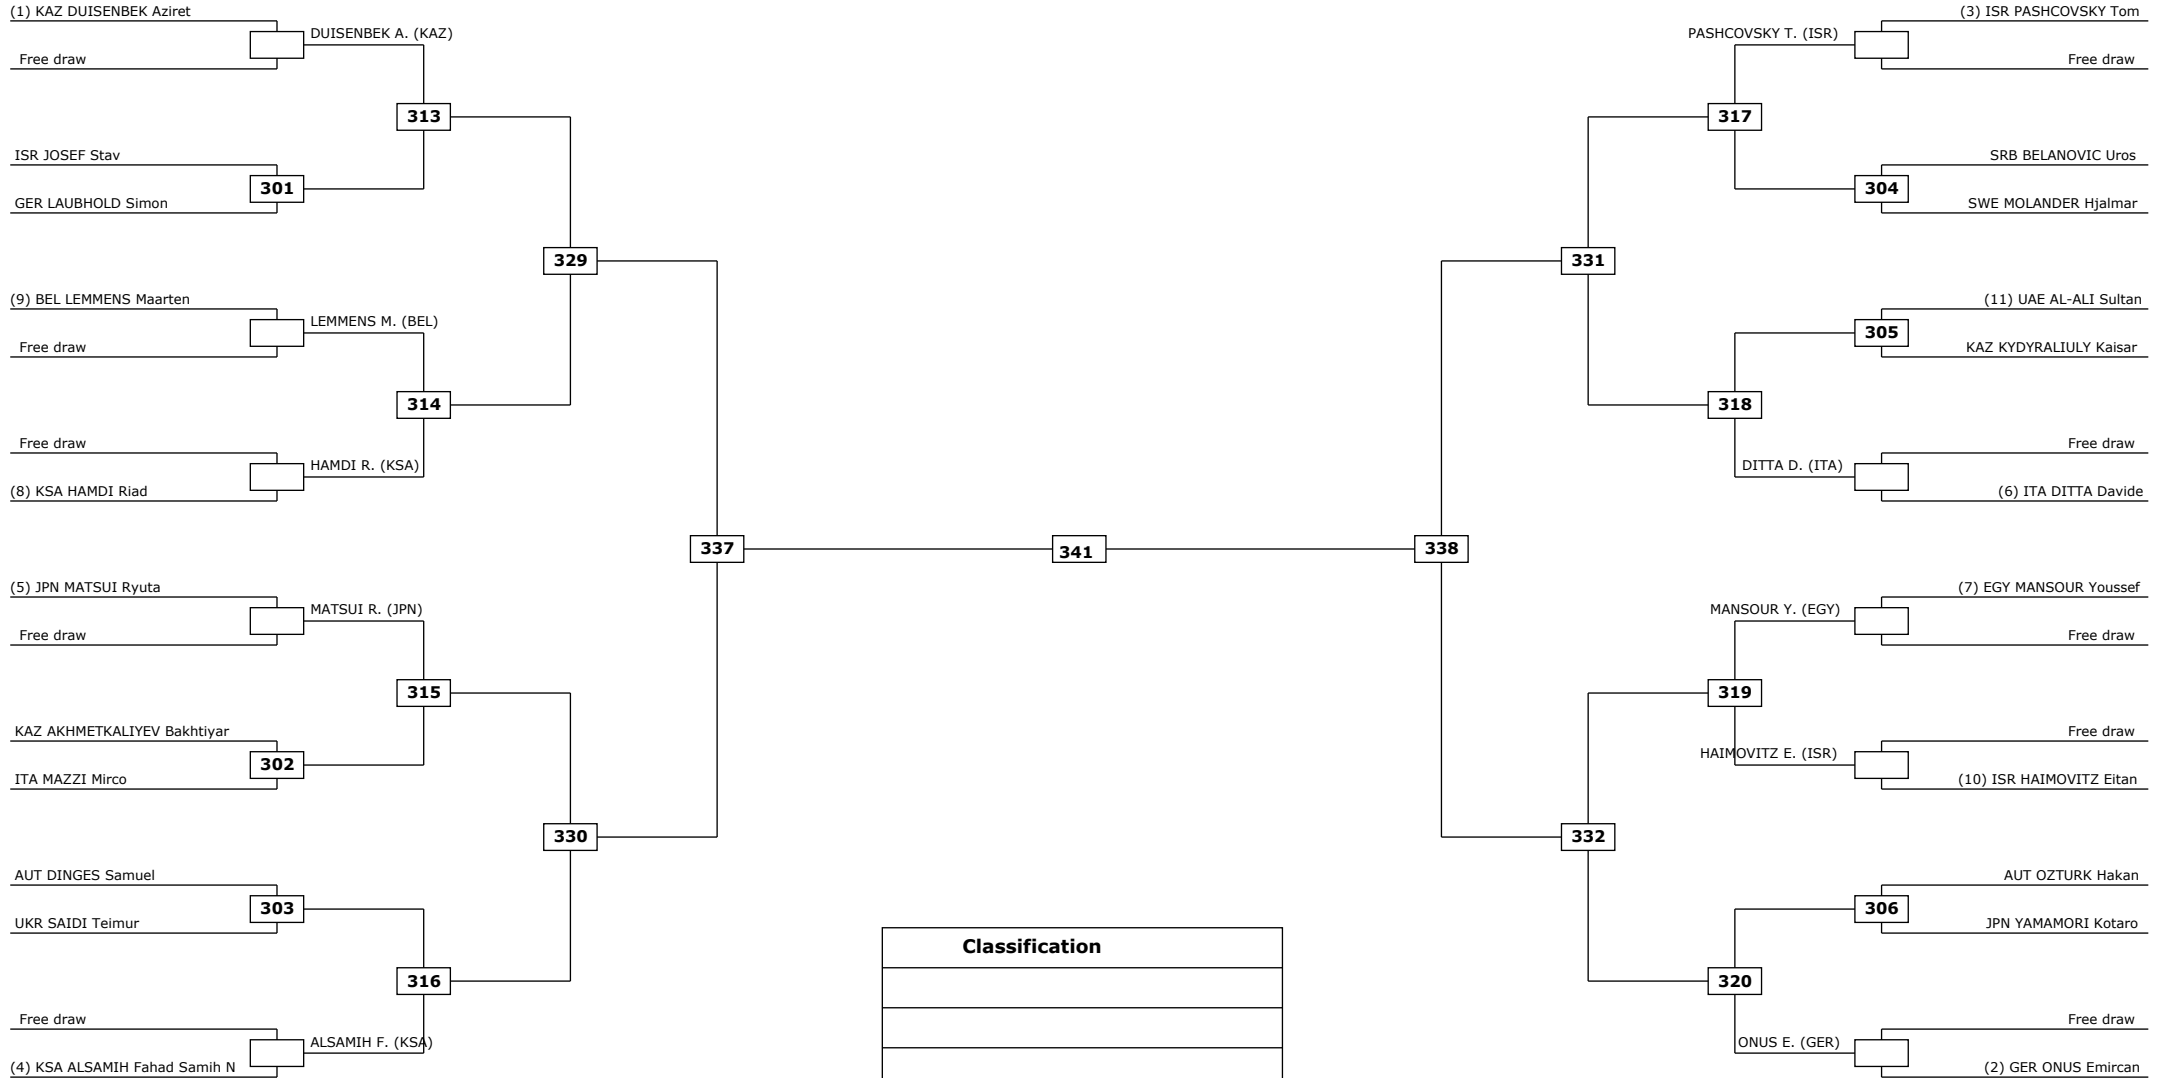 (1) KAZ DUISENBEK Aziret
DUISENBEK A. (KAZ)
Free draw
313
ISR JOSEF Stav
301
GER LAUBHOLD Simon
329
(9) BEL LEMMENS Maarten
LEMMENS M. (BEL)
Free draw
314
Free draw
HAMDI R. (KSA)
(8) KSA HAMDI Riad
337
(5) JPN MATSUI Ryuta
MATSUI R. (JPN)
Free draw
315
KAZ AKHMETKALIYEV Bakhtiyar
302
ITA MAZZI Mirco
330
AUT DINGES Samuel
303
UKR SAIDI Teimur
316
Free draw
ALSAMIH F. (KSA)
(4) KSA ALSAMIH Fahad Samih N
341
Classification
(3) ISR PASHCOVSKY Tom
PASHCOVSKY T. (ISR)
Free draw
317
SRB BELANOVIC Uros
304
SWE MOLANDER Hjalmar
331
(11) UAE AL-ALI Sultan
305
KAZ KYDYRALIULY Kaisar
318
Free draw
DITTA D. (ITA)
(6) ITA DITTA Davide
338
(7) EGY MANSOUR Youssef
MANSOUR Y. (EGY)
Free draw
319
Free draw
HAIMOVITZ E. (ISR)
(10) ISR HAIMOVITZ Eitan
332
AUT OZTURK Hakan
306
JPN YAMAMORI Kotaro
320
Free draw
ONUS E. (GER)
(2) GER ONUS Emircan